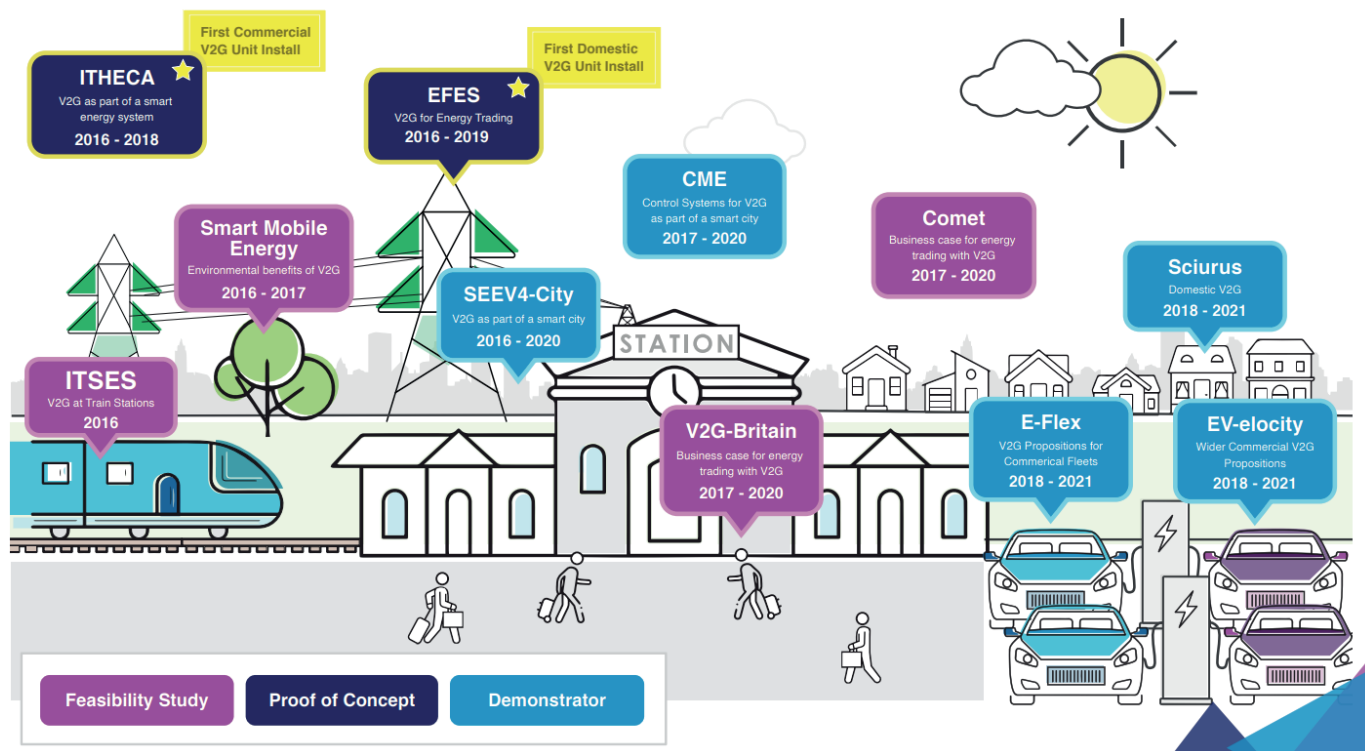 First Commercial
V2G Unit Install
ITHECA
V2G as part of a smart
energy system
2016 - 2018
First Domestic
V2G Unit Install
EFES
V2G for Energy Trading
2016 - 2019
CME
Control Systems for V2G
as part of a smart city
2017 - 2020
Comet
Business case for energy
trading with V2G
2017 - 2020
Smart Mobile
Energy
Environmental benefits of V2G
2016 - 2017
SEEV4-City
V2G as part of a smart city
2016 - 2020
Sciurus
Domestic V2G
2018 - 2021
STATION
ITSES
V2G at Train Stations
2016
V2G-Britain
Business case for energy
trading with V2G
2017 - 2020
E-Flex
V2G Propositions for
Commerical Fleets
2018 - 2021
EV-elocity
Wider Commercial V2G
Propositions
2018 - 2021
Feasibility Study
Proof of Concept
Demonstrator